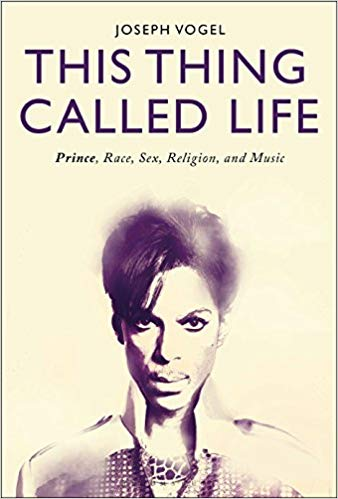 JOSEPH VOGEL
THIS THING
CALLED LIFE
Prince, Race, Sex, Religion, and Music